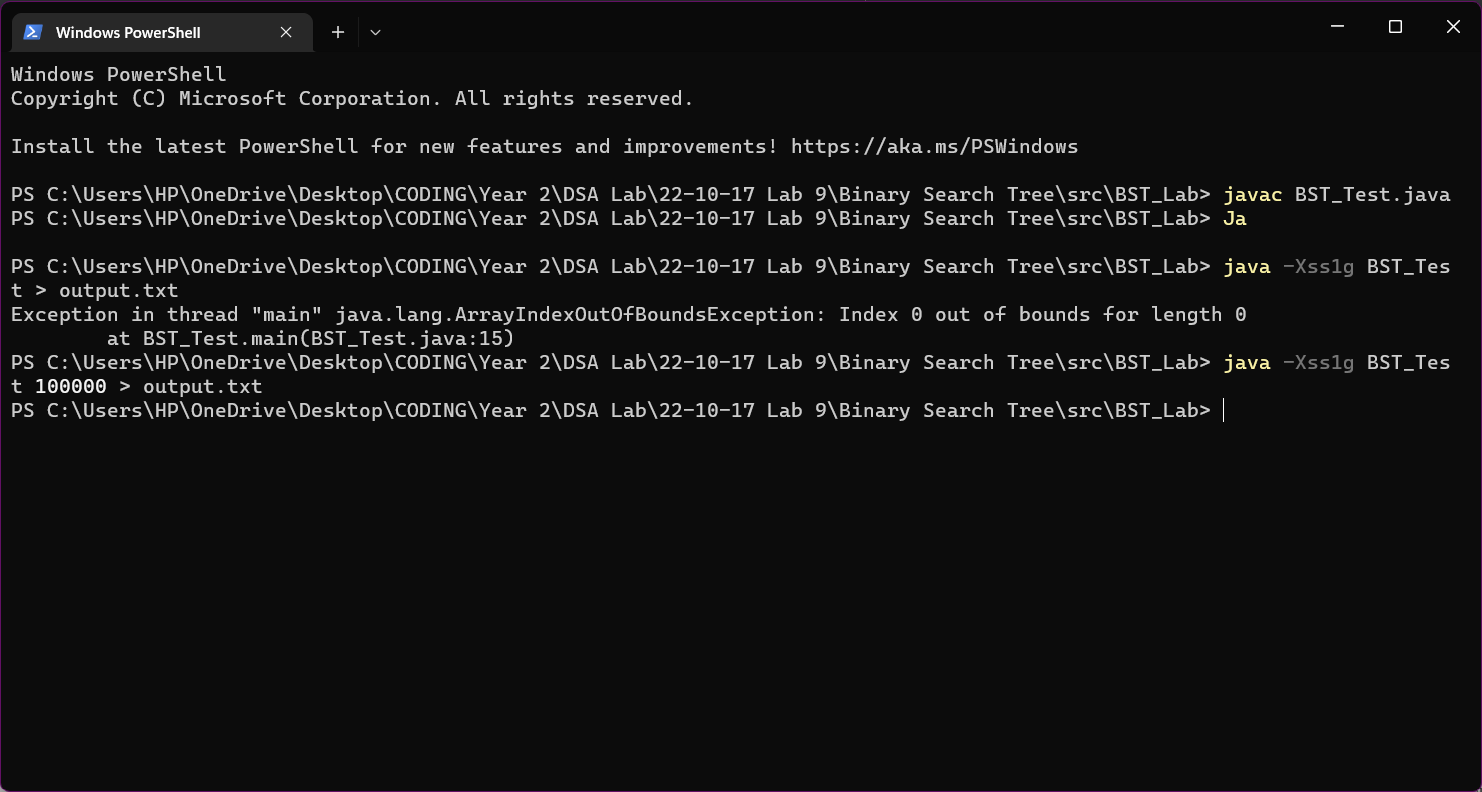 Windows PowerShell
Windows PowerShell
Copyright (C) Microsoft Corporation. All rights reserved.
Install the latest PowerShell for new features and improvements! https://aka.ms/PSWindows
PS C:\Users\HP\OneDrive\Desktop\CODING\Year 2\DSA Lab\22-10-17 Lab 9\Binary Search Tree\src\BST_Lab> javac BST_Test.java
PS C:\Users\HP\OneDrive\Desktop\CODING\Year 2\DSA Lab\22-10-17 Lab 9\Binary Search Tree\src\BST_Lab> Ja
PS C:\Users\HP\OneDrive\Desktop\CODING\Year 2\DSA Lab\22-10-17 Lab 9\Binary Search Tree\src\BST_Lab> java -Xss1g BST_Tes
t > output.txt
Exception in thread "main" java.lang.ArrayIndexOutOfBoundsException: Index 0 out of bounds for length 0
        at BST_Test.main(BST_Test.java:15)
PS C:\Users\HP\OneDrive\Desktop\CODING\Year 2\DSA Lab\22-10-17 Lab 9\Binary Search Tree\src\BST_Lab> java -Xss1g BST_Tes
t 100000 > output.txt
PS C:\Users\HP\OneDrive\Desktop\CODING\Year 2\DSA Lab\22-10-17 Lab 9\Binary Search Tree\src\BST_Lab>